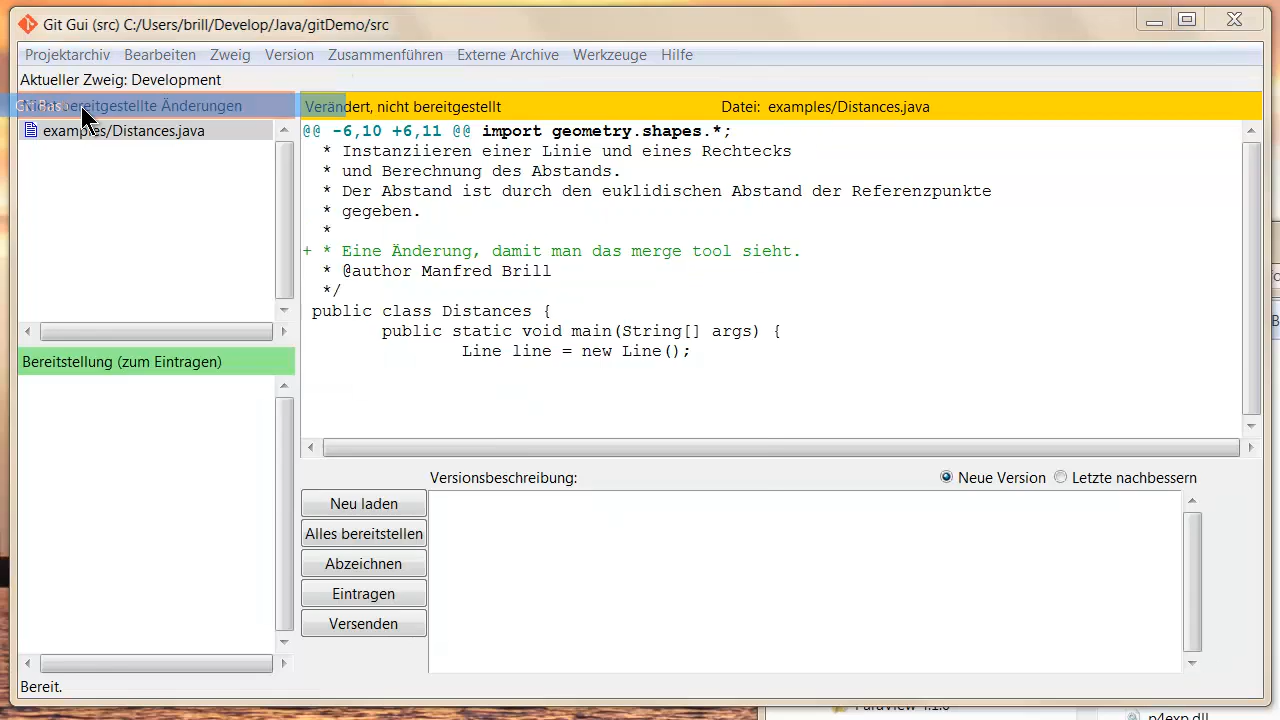 Git Gui (src) C:/Users/brill/Develop/Java/gitDemo/src
Projektarchiv Bearbeiten Zweig Version Zusammenführen Externe Archive Werkzeuge Hilfe
Aktueller Zweig: Development
bereitgestellte Änderungen
Verändert, nicht bereitgestellt Datei: examples/Distances.java
examples/Distances.java
@@ -6,10 +6,11 @@ import geometry.shapes.*;
* Instanziieren einer Linie und eines Rechtecks
* und Berechnung des Abstands.
* Der Abstand ist durch den euklidischen Abstand der Referenzpunkte
* gegeben.
*
+ * Eine Änderung, damit man das merge tool sieht.
* @author Manfred Brill
*/
public class Distances {
public static void main(String[] args) {
Line line = new Line();
Bereitstellung (zum Eintragen)
Versionsbeschreibung: Neue Version Letzte nachbessern
Neu laden
Alles bereitstellen
Abzeichnen
Eintragen
Versenden
Bereit.
p4exp.dll